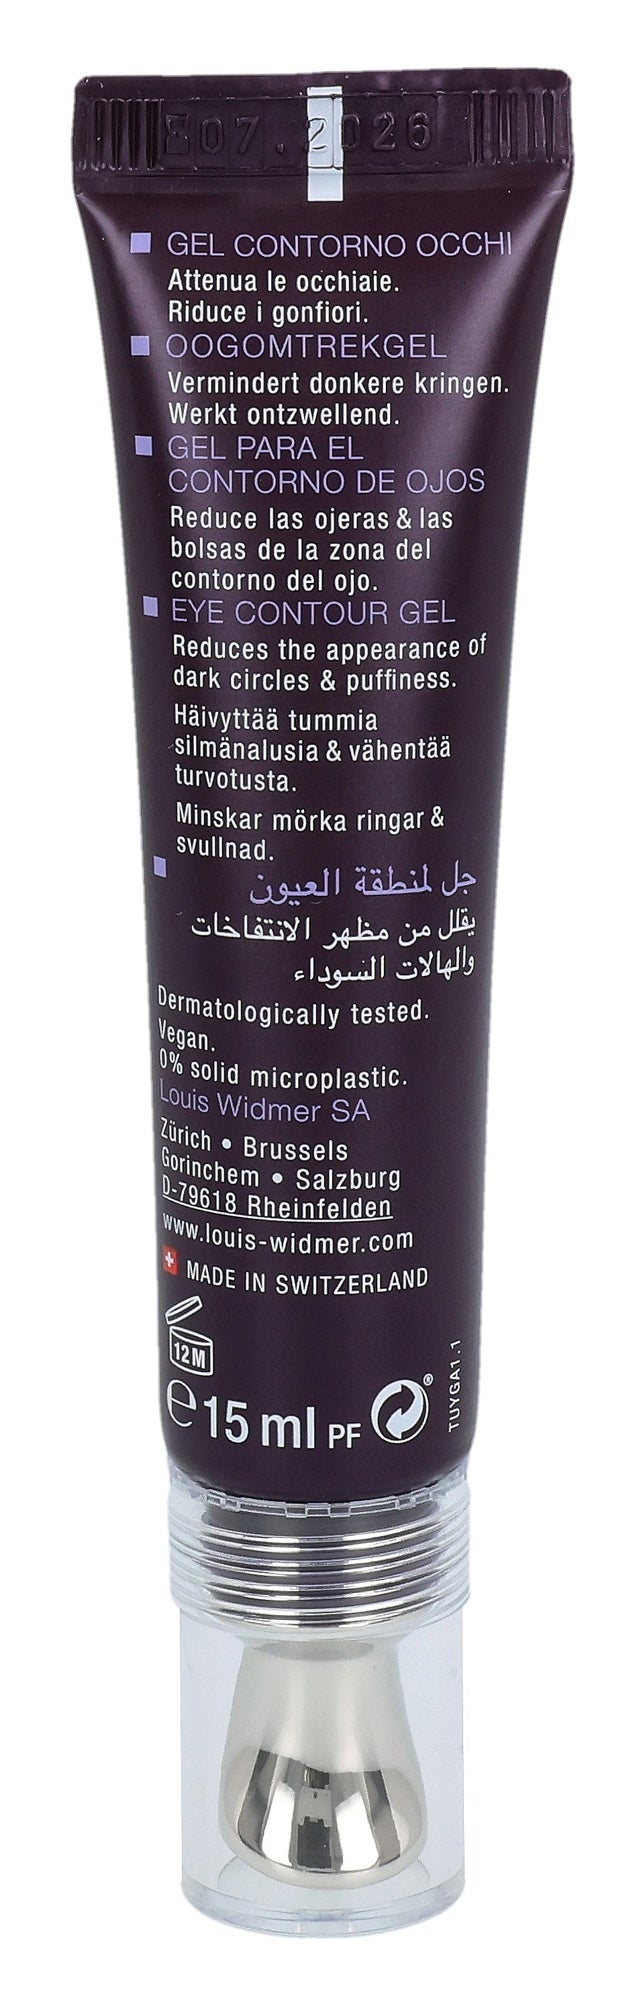 E07.2026
GEL CONTORNO OCCHI
Attenua le occhiaie.
Riduce i gonfiori.
OOGOMTREKGEL
Vermindert donkere kringen.
Werkt ontzwellend.
GEL PARA EL
CONTORNO DE OJOS
Reduce las ojeras & las
bolsas de la zona del
contorno del ojo.
EYE CONTOUR GEL
Reduces the appearance of
dark circles & puffiness.
Häivyttää tummia
silmänalusia & vähentää
turvotusta.
Minskar mörka ringar &
svullnad.
جل لمنطقة العيون
يقلل من مظهر الانتفاخات
والهالات السوداء
Dermatologically tested.
Vegan.
0% solid microplastic.
Louis Widmer SA
Zürich • Brussels
Gorinchem • Salzburg
D-79618 Rheinfelden
www.louis-widmer.com
MADE IN SWITZERLAND
12M
℮15 ml PF ®
TUYGA1.1